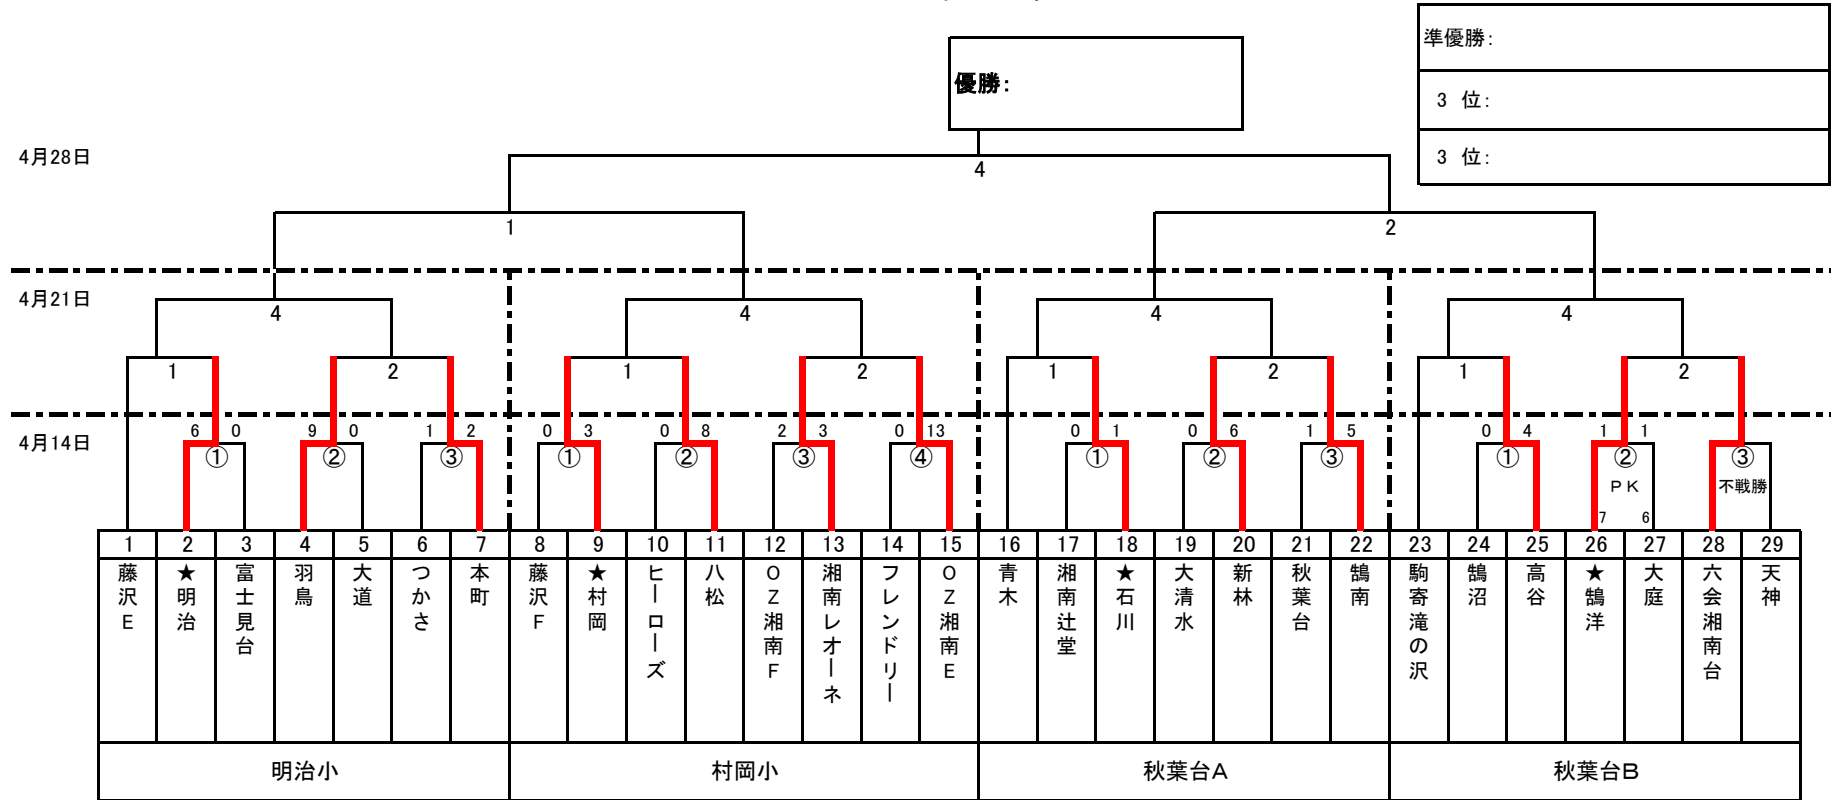 準優勝：
優勝：
3 位：
3 位：
4月28日
4
1 2
4月21日
4 4 4 4
1 2 1 2 1 2 1 2
4月14日
6 0 9 0 1 2 0 3 0 8 2 3 0 13 0 1 0 6 1 5 0 4 1 1
① ② ③ ① ② ③ ④ ① ② ③ ① ② ③
ＰＫ 不戦勝
7 6
1 2 3 4 5 6 7 8 9 10 11 12 13 14 15 16 17 18 19 20 21 22 23 24 25 26 27 28 29
藤沢E
★明治
富士見台
羽鳥
大道
つかさ
本町
藤沢F
★村岡
ヒーローズ
八松
OZ湘南F
湘南レオーネ
フレンドリー
OZ湘南E
青木
湘南辻堂
★石川
大清水
新林
秋葉台
鵠南
駒寄滝の沢
鵠沼
高谷
★鵠洋
大庭
六会湘南台
天神
明治小 村岡小 秋葉台A 秋葉台B